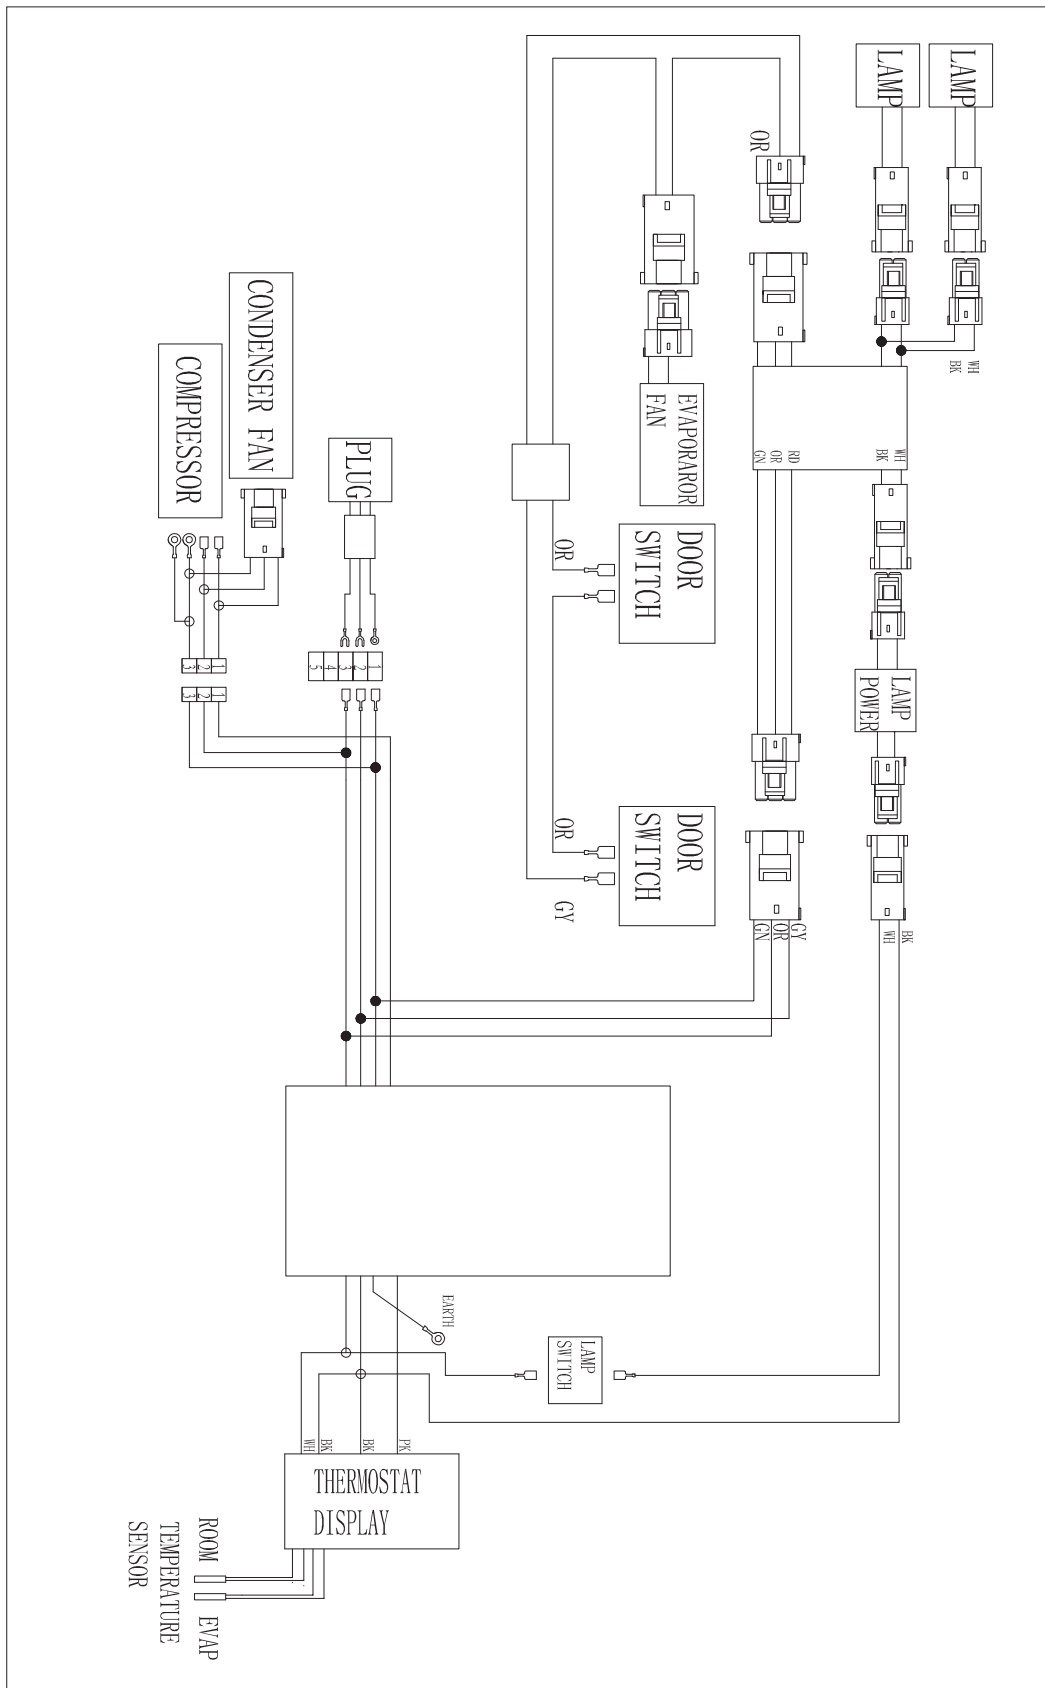 LAMP
LAMP
OR
WH
BK
CONDENSER FAN
COMPRESSOR
PLUG
EVAPORAROR
FAN
GN
OR
RD
BK
WH
DOOR
SWITCH
OR
LAMP
POWER
3
2
1
3
2
1
5
4
3
2
1
DOOR
SWITCH
OR
GY
GN
OR
GY
WH
BK
EARTH
LAMP
SWITCH
WH
BK
BK
PK
THERMOSTAT
DISPLAY
ROOM
EVAP
TEMPERATURE
SENSOR